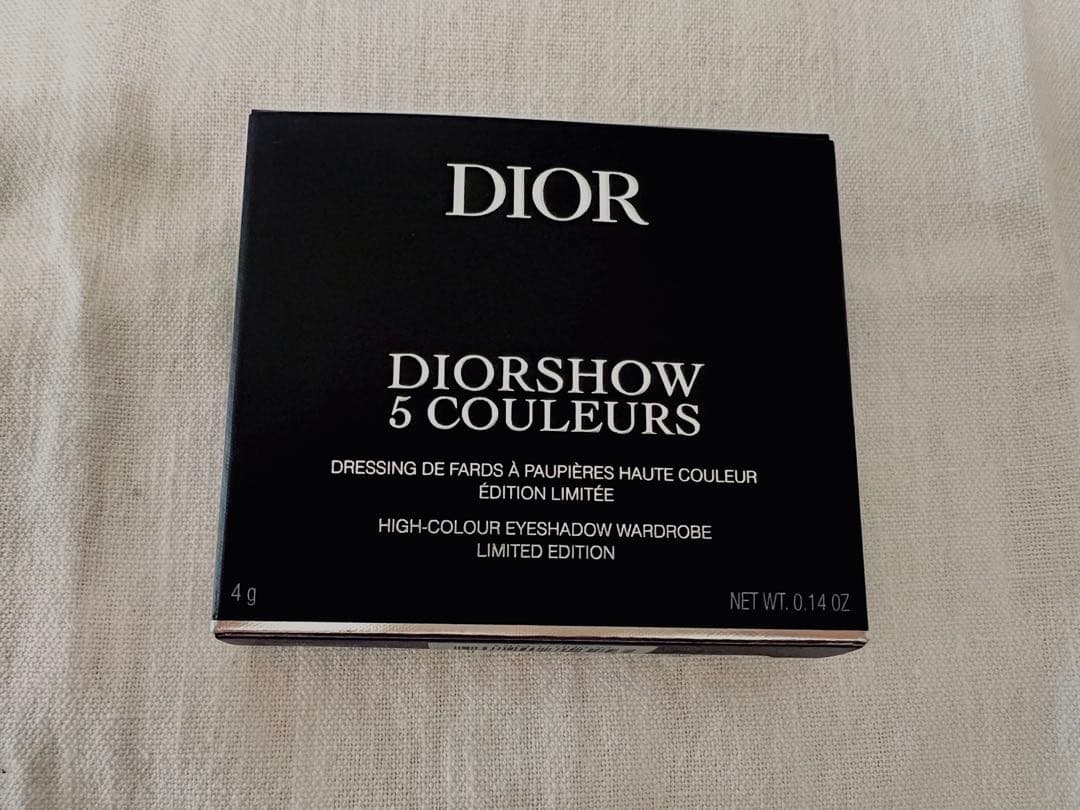 DIOR
DIORSHOW
5 COULEURS
DRESSING DE FARDS À PAUPIÈRES HAUTE COULEUR
ÉDITION LIMITÉE
HIGH-COLOUR EYESHADOW WARDROBE
LIMITED EDITION
4 g
NET WT. 0.14 OZ